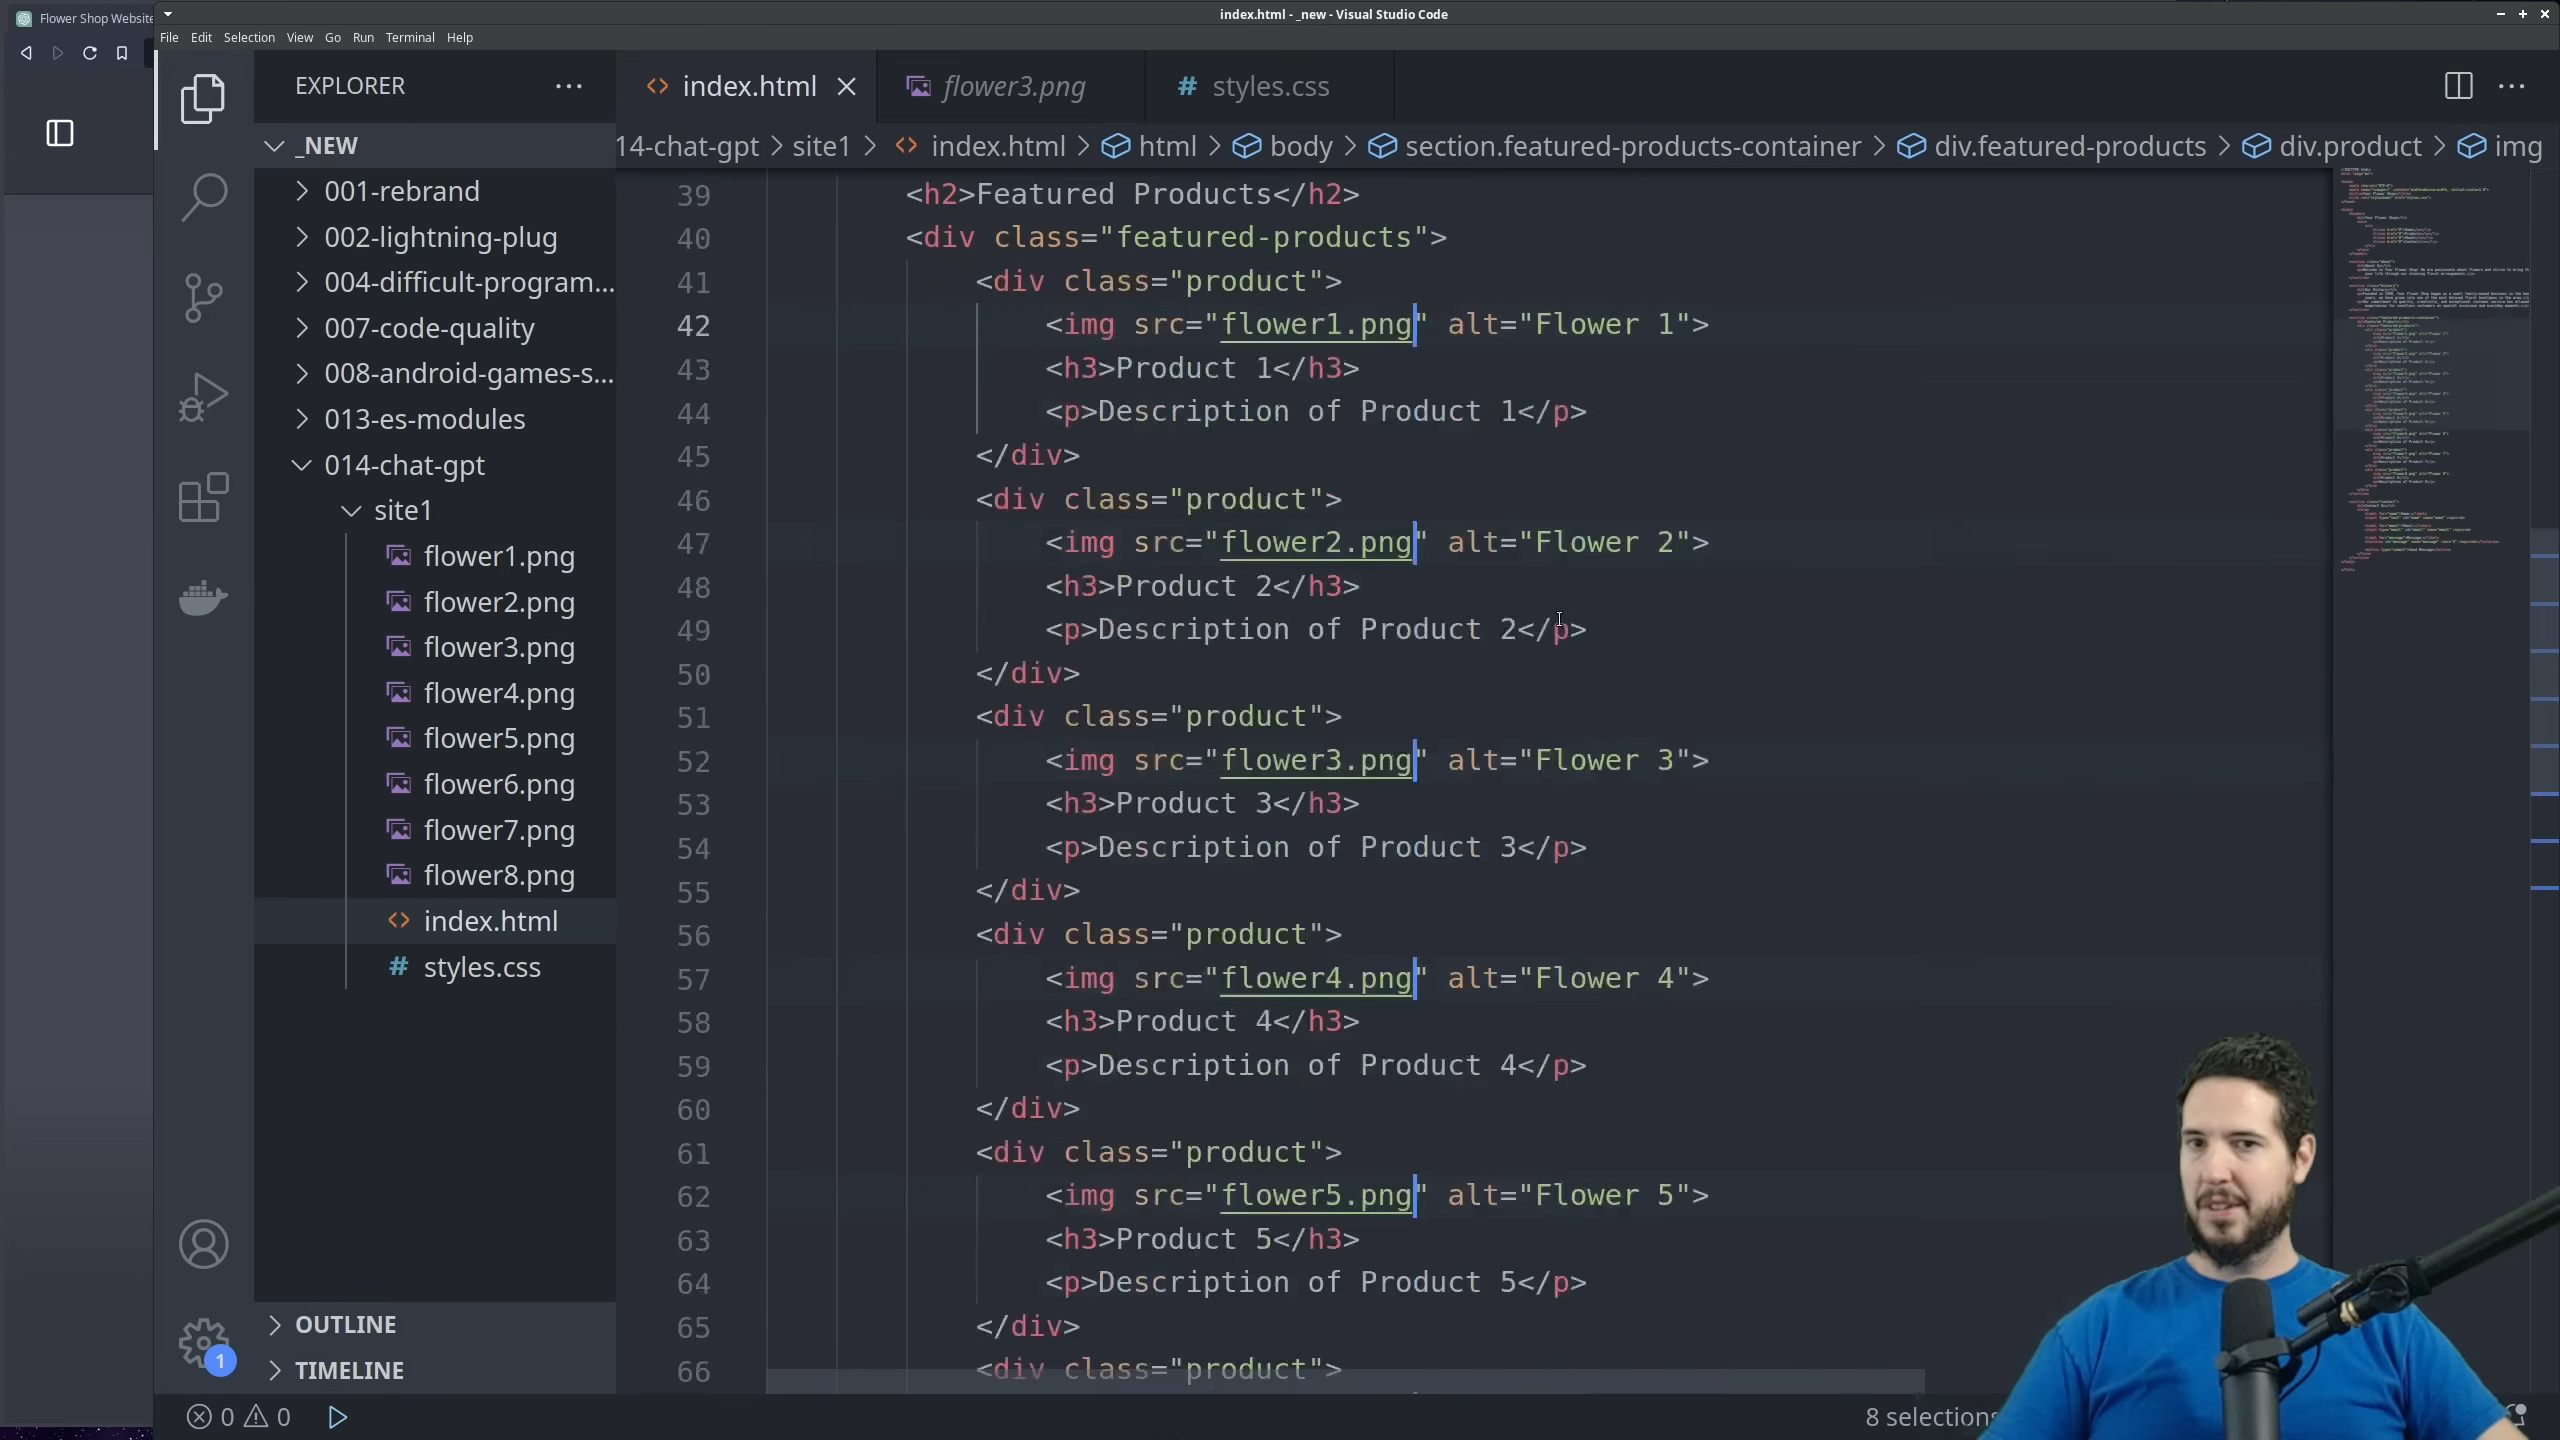 Flower Shop Website
index.html - _new - Visual Studio Code
File Edit Selection View Go Run Terminal Help
EXPLORER
_NEW
001-rebrand
002-lightning-plug
004-difficult-program...
007-code-quality
008-android-games-s...
013-es-modules
014-chat-gpt
site1
flower1.png
flower2.png
flower3.png
flower4.png
flower5.png
flower6.png
flower7.png
flower8.png
index.html
styles.css
OUTLINE
TIMELINE
1
index.html flower3.png styles.css
14-chat-gpt > site1 > index.html > html > body > section.featured-products-container > div.featured-products > div.product > img
39 <h2>Featured Products</h2>
40 <div class="featured-products">
41 <div class="product">
42 <img src="flower1.png" alt="Flower 1">
43 <h3>Product 1</h3>
44 <p>Description of Product 1</p>
45 </div>
46 <div class="product">
47 <img src="flower2.png" alt="Flower 2">
48 <h3>Product 2</h3>
49 <p>Description of Product 2</p>
50 </div>
51 <div class="product">
52 <img src="flower3.png" alt="Flower 3">
53 <h3>Product 3</h3>
54 <p>Description of Product 3</p>
55 </div>
56 <div class="product">
57 <img src="flower4.png" alt="Flower 4">
58 <h3>Product 4</h3>
59 <p>Description of Product 4</p>
60 </div>
61 <div class="product">
62 <img src="flower5.png" alt="Flower 5">
63 <h3>Product 5</h3>
64 <p>Description of Product 5</p>
65 </div>
66 <div class="product">
0 0
8 selections